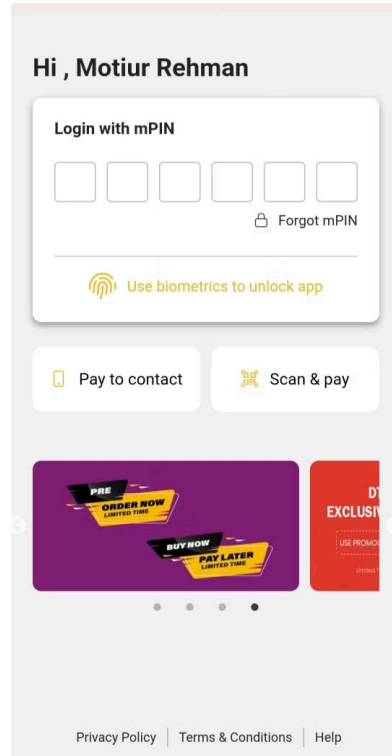 Hi , Motiur Rehman
Login with mPIN
Forgot mPIN
Use biometrics to unlock app
Pay to contact
Scan & pay
PRE
ORDER NOW
LIMITED TIME
BUY NOW
PAY LATER
LIMITED TIME
EXCLUSIV
USE PROMO
Limited
Privacy Policy
Terms & Conditions
Help